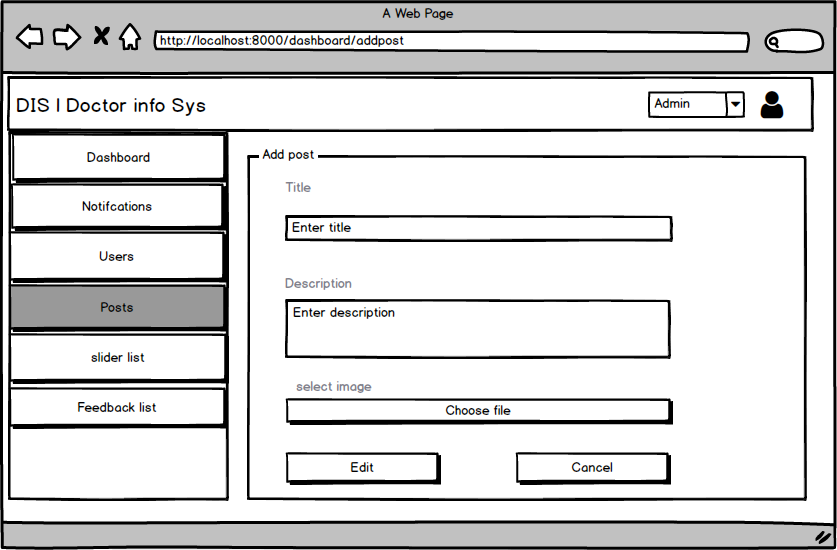 A Web Page
http://localhost:8000/dashboard/addpost
DIS | Doctor info Sys
Admin
Dashboard
Notifcations
Users
Posts
slider list
Feedback list
Add post
Title
Enter title
Description
Enter description
select image
Choose file
Edit
Cancel